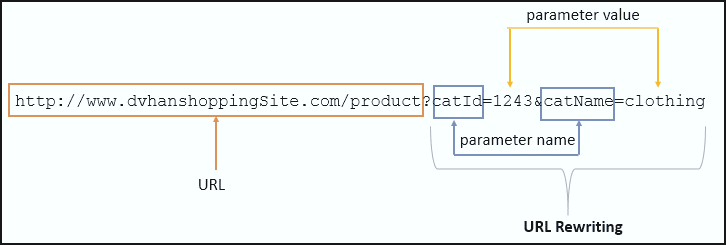 parameter value
http://www.dvhanshoppingSite.com/product?catId=1243&catName=clothing
parameter name
URL
URL Rewriting